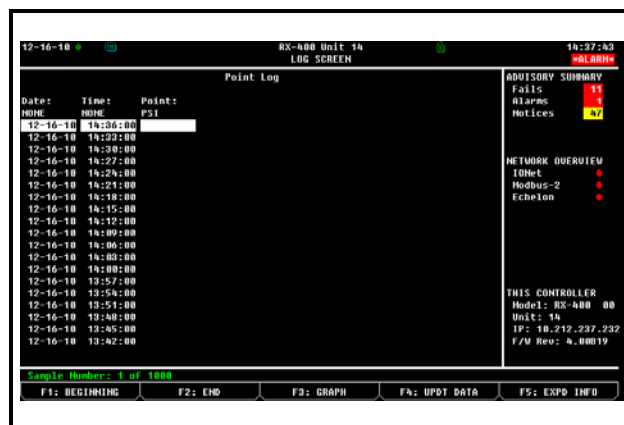 12-16-10 RX-400 Unit 14 14:37:43
LOG SCREEN *ALARM*
Point Log
Date: Time: Point:
NONE NONE PSI
12-16-10 14:36:00
12-16-10 14:33:00
12-16-10 14:30:00
12-16-10 14:27:00
12-16-10 14:24:00
12-16-10 14:21:00
12-16-10 14:18:00
12-16-10 14:15:00
12-16-10 14:12:00
12-16-10 14:09:00
12-16-10 14:06:00
12-16-10 14:03:00
12-16-10 14:00:00
12-16-10 13:57:00
12-16-10 13:54:00
12-16-10 13:51:00
12-16-10 13:48:00
12-16-10 13:45:00
12-16-10 13:42:00
ADVISORY SUMMARY
Fails 11
Alarms 1
Notices 47
NETWORK OVERVIEW
IONet
Modbus-2
Echelon
THIS CONTROLLER
Model: RX-400 00
Unit: 14
IP: 10.212.237.232
F/W Rev: 4.00B19
Sample Number: 1 of 1000
F1: BEGINNING F2: END F3: GRAPH F4: UPDT DATA F5: EXPD INFO